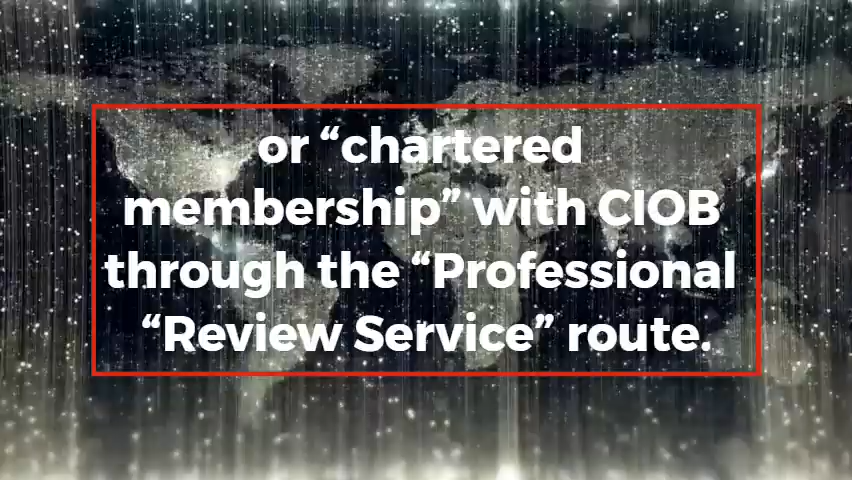 or “chartered
membership” with CIOB
through the “Professional
“Review Service” route.